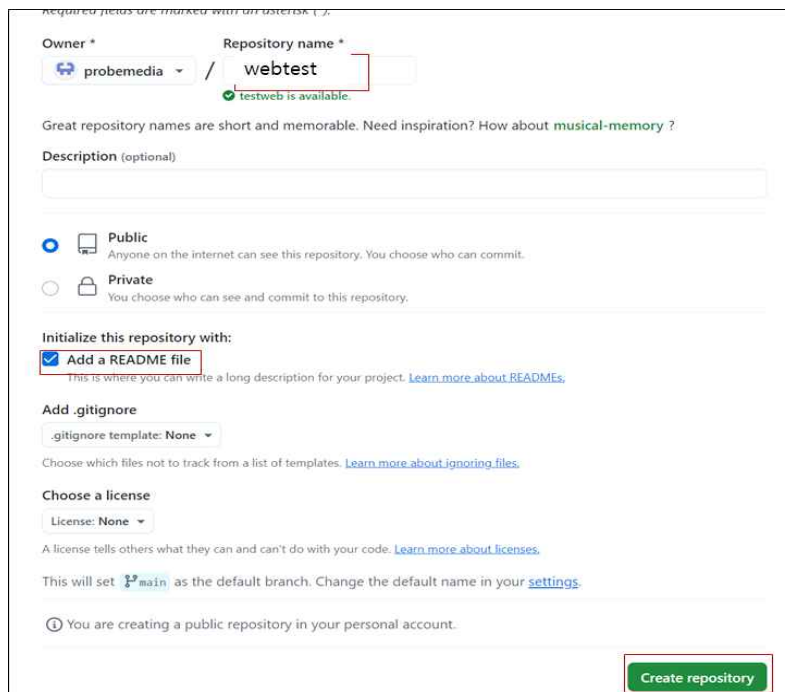 Required fields are marked with an asterisk (*).
Owner * Repository name *
probemedia / webtest
testweb is available.
Great repository names are short and memorable. Need inspiration? How about musical-memory ?
Description (optional)
Public
Anyone on the internet can see this repository. You choose who can commit.
Private
You choose who can see and commit to this repository.
Initialize this repository with:
Add a README file
This is where you can write a long description for your project. Learn more about READMEs.
Add .gitignore
.gitignore template: None
Choose which files not to track from a list of templates. Learn more about ignoring files.
Choose a license
License: None
A license tells others what they can and can't do with your code. Learn more about licenses.
This will set main as the default branch. Change the default name in your settings.
You are creating a public repository in your personal account.
Create repository